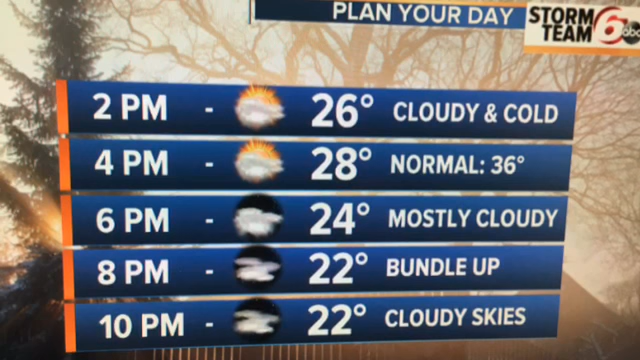 PLAN YOUR DAY
STORM TEAM 6 abc
2 PM - 26° CLOUDY & COLD
4 PM - 28° NORMAL: 36°
6 PM - 24° MOSTLY CLOUDY
8 PM - 22° BUNDLE UP
10 PM - 22° CLOUDY SKIES